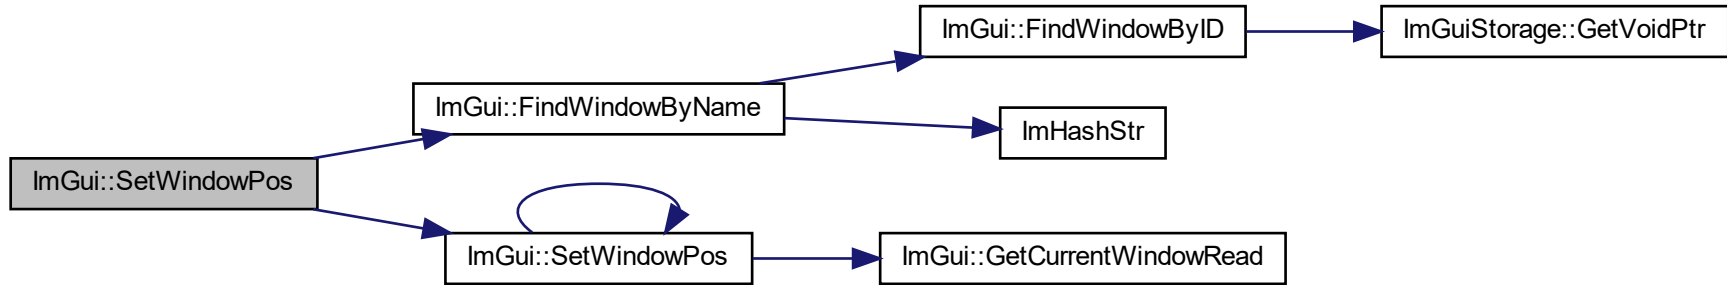 ImGui::FindWindowByID
ImGuiStorage::GetVoidPtr
ImGui::FindWindowByName
ImHashStr
ImGui::SetWindowPos
ImGui::SetWindowPos
ImGui::GetCurrentWindowRead